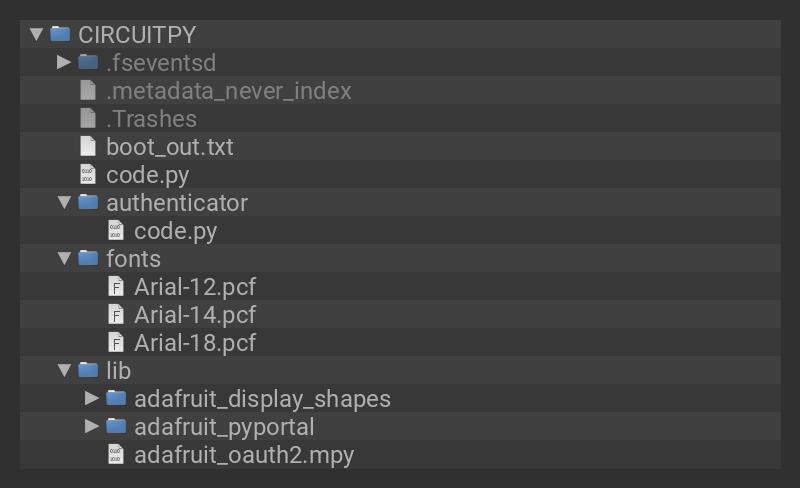 CIRCUITPY
.fseventsd
.metadata_never_index
.Trashes
boot_out.txt
code.py
authenticator
code.py
fonts
Arial-12.pcf
Arial-14.pcf
Arial-18.pcf
lib
adafruit_display_shapes
adafruit_pyportal
adafruit_oauth2.mpy